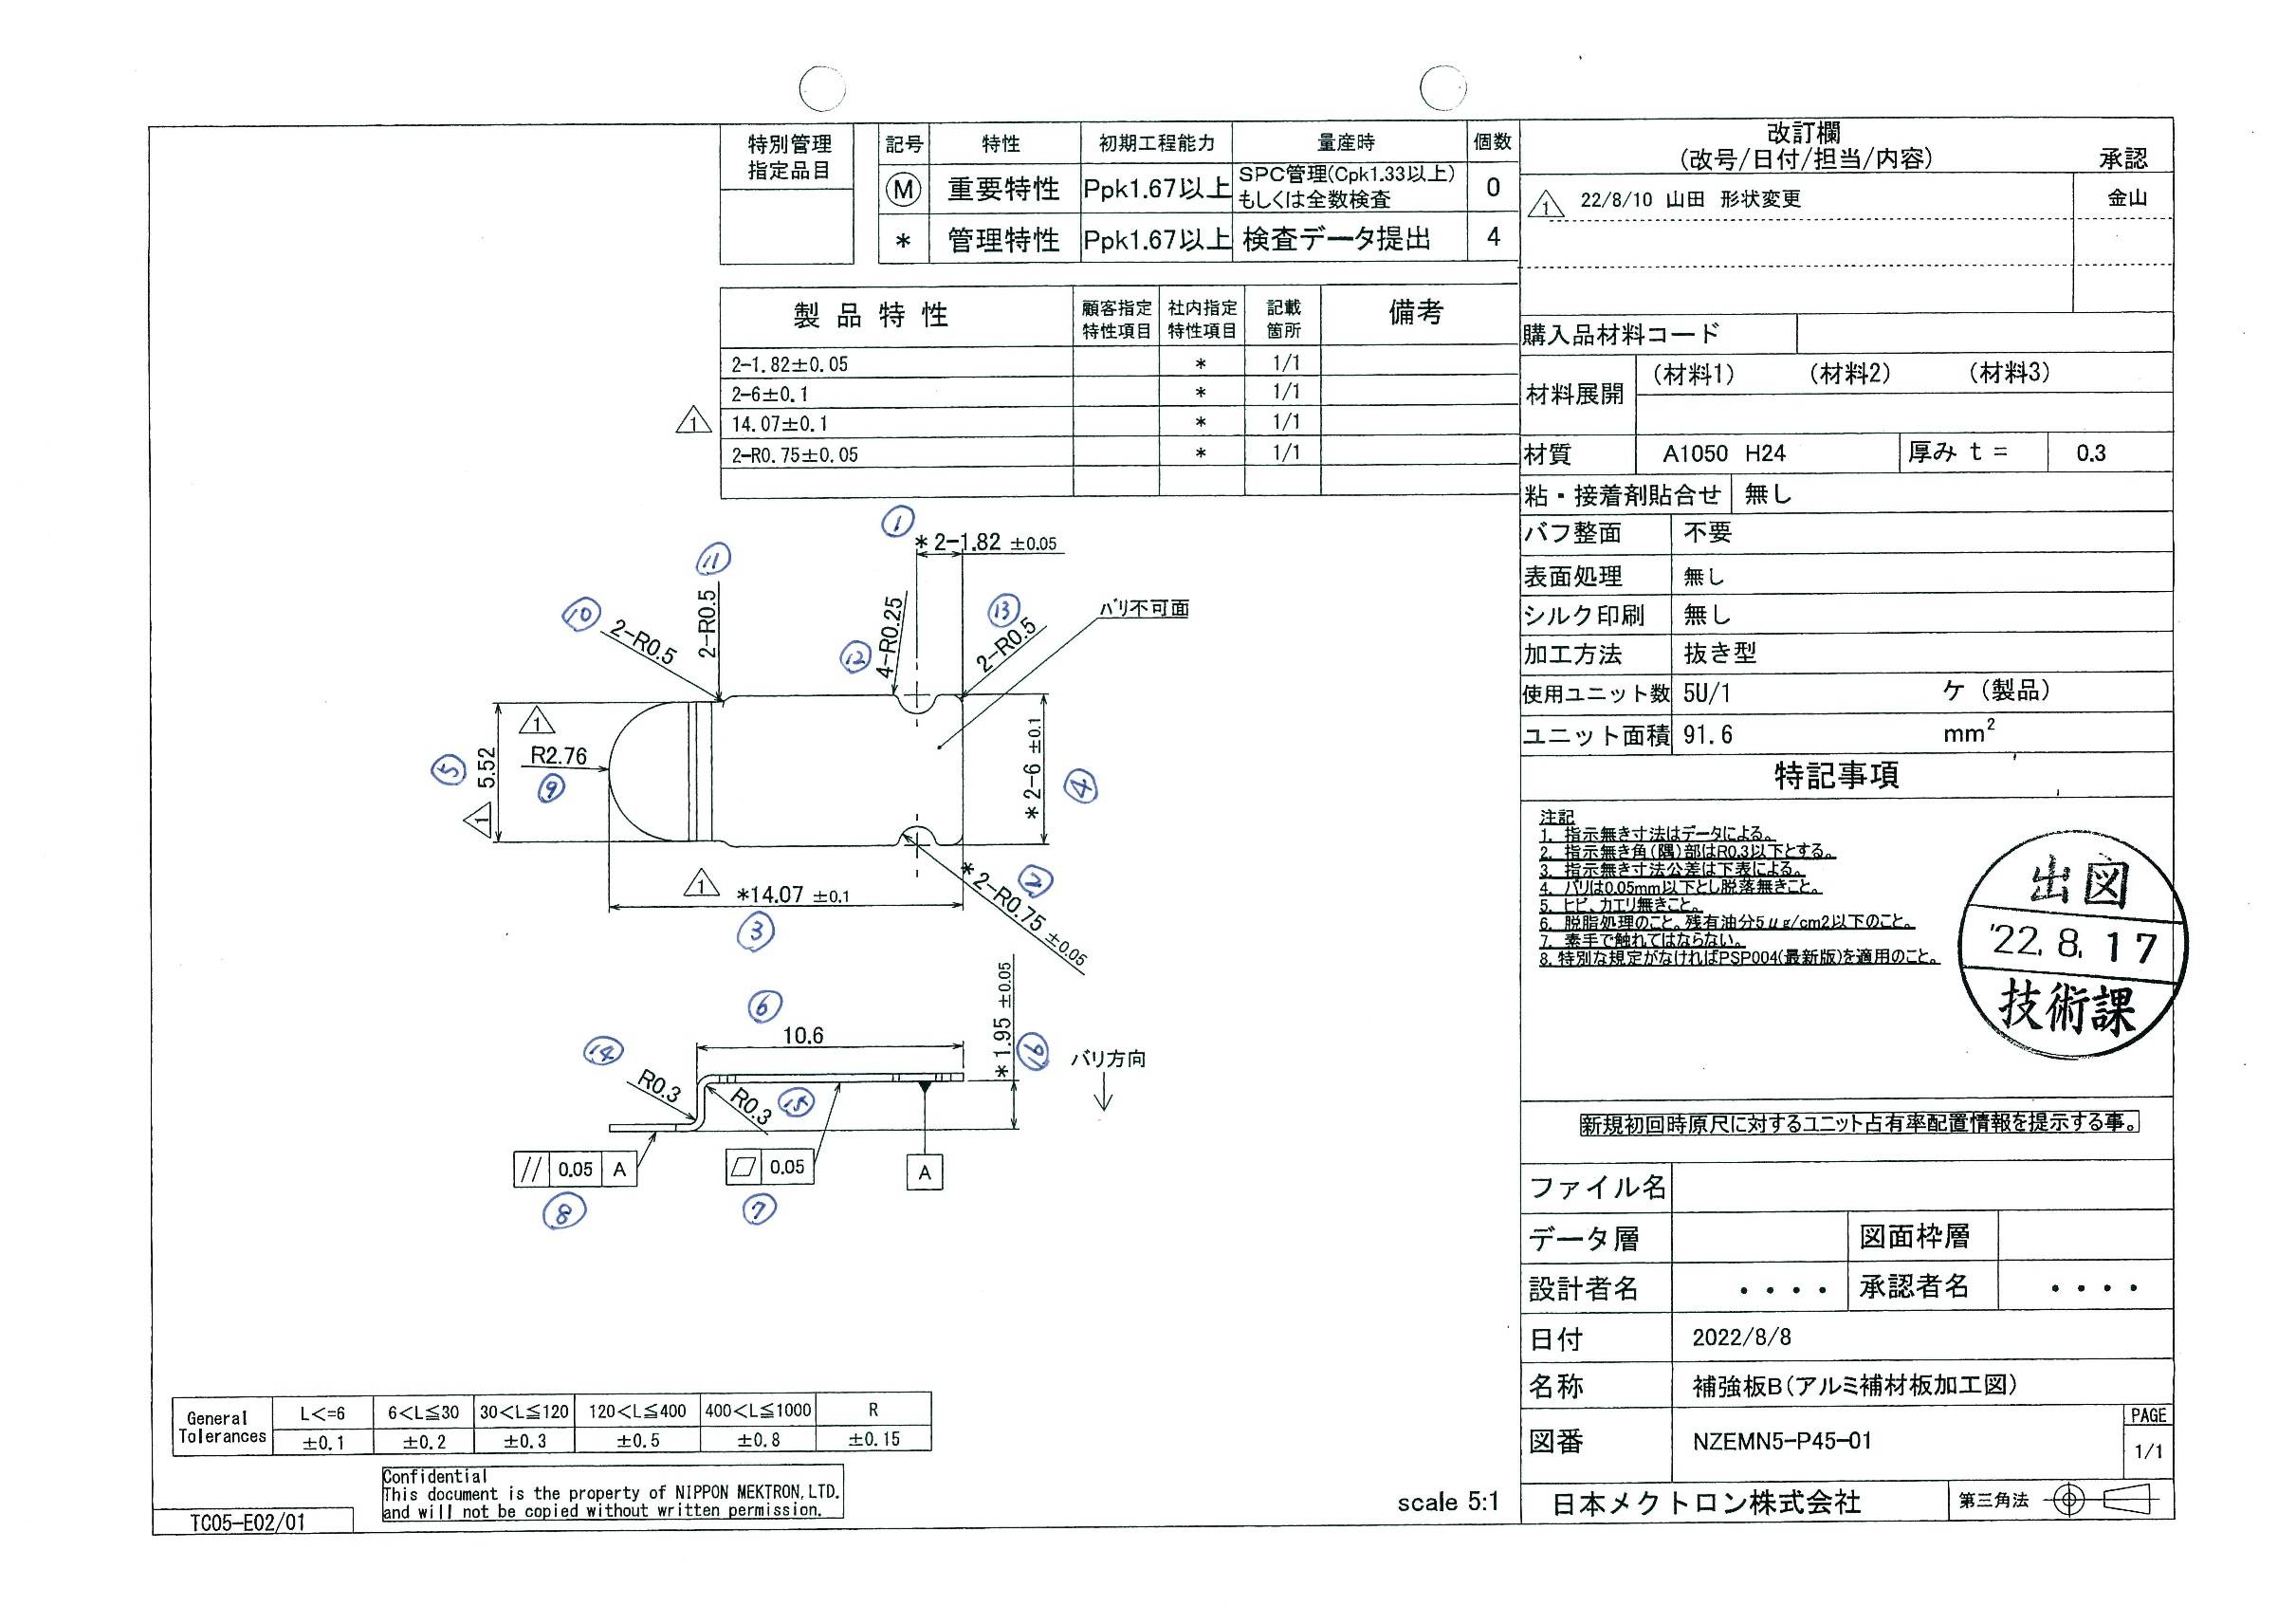 特別管理
指定品目
記号 特性 初期工程能力 量産時 個数
M 重要特性 Ppk1.67以上 SPC管理(Cpk1.33以上)
もしくは全数検査 0
* 管理特性 Ppk1.67以上 検査データ提出 4
製品特性 顧客指定 特性項目 社内指定 特性項目 記載 箇所 備考
2-1.82±0.05 * 1/1
2-6±0.1 * 1/1
1 14.07±0.1 * 1/1
2-R0.75±0.05 * 1/1
改訂欄
(改号/日付/担当/内容) 承認
1 22/8/10 山田 形状変更 金山
購入品材料コード
材料展開 (材料1) (材料2) (材料3)
材質 A1050 H24 厚み t = 0.3
粘・接着剤貼合せ 無し
バフ整面 不要
表面処理 無し
シルク印刷 無し
加工方法 抜き型
使用ユニット数 5U/1 ケ (製品)
ユニット面積 91.6 mm2
特記事項
注記
1. 指示無き寸法はデータによる。
2. 指示無き角(隅)部はR0.3以下とする。
3. 指示無き寸法公差は下表による。
4. バリは0.05mm以下とし脱落無きこと。
5. ヒビ、カエリ無きこと。
6. 脱脂処理のこと。残有油分5μg/cm2以下のこと。
7. 素手で触れてはならない。
8. 特別な規定がなければPSP004(最新版)を適用のこと。
出図
'22.8.17
技術課
新規初回時原尺に対するユニット占有率配置情報を提示する事。
ファイル名
データ層 図面枠層
設計者名 ・・・・ 承認者名 ・・・・
日付 2022/8/8
名称 補強板B(アルミ補材板加工図)
図番 NZEMN5-P45-01 PAGE
1/1
日本メクトロン株式会社 第三角法
①
*2-1.82 ±0.05
⑪
2-R0.5
⑩
2-R0.5
⑫
4-R0.25
⑬
2-R0.5
バリ不可面
1
R2.76
⑨
⑤
5.52
1
*2-6 ±0.1
④
1 *14.07 ±0.1
③
②
*2-R0.75 ±0.05
⑥
10.6
*1.95 ±0.05
⑯
バリ方向
⑭
R0.3
R0.3
⑮
// 0.05 A
⑧
0.05
⑦
A
General
Tolerances
L<=6 6<L≦30 30<L≦120 120<L≦400 400<L≦1000 R
±0.1 ±0.2 ±0.3 ±0.5 ±0.8 ±0.15
Confidential
This document is the property of NIPPON MEKTRON,LTD.
and will not be copied without written permission.
TC05-E02/01
scale 5:1